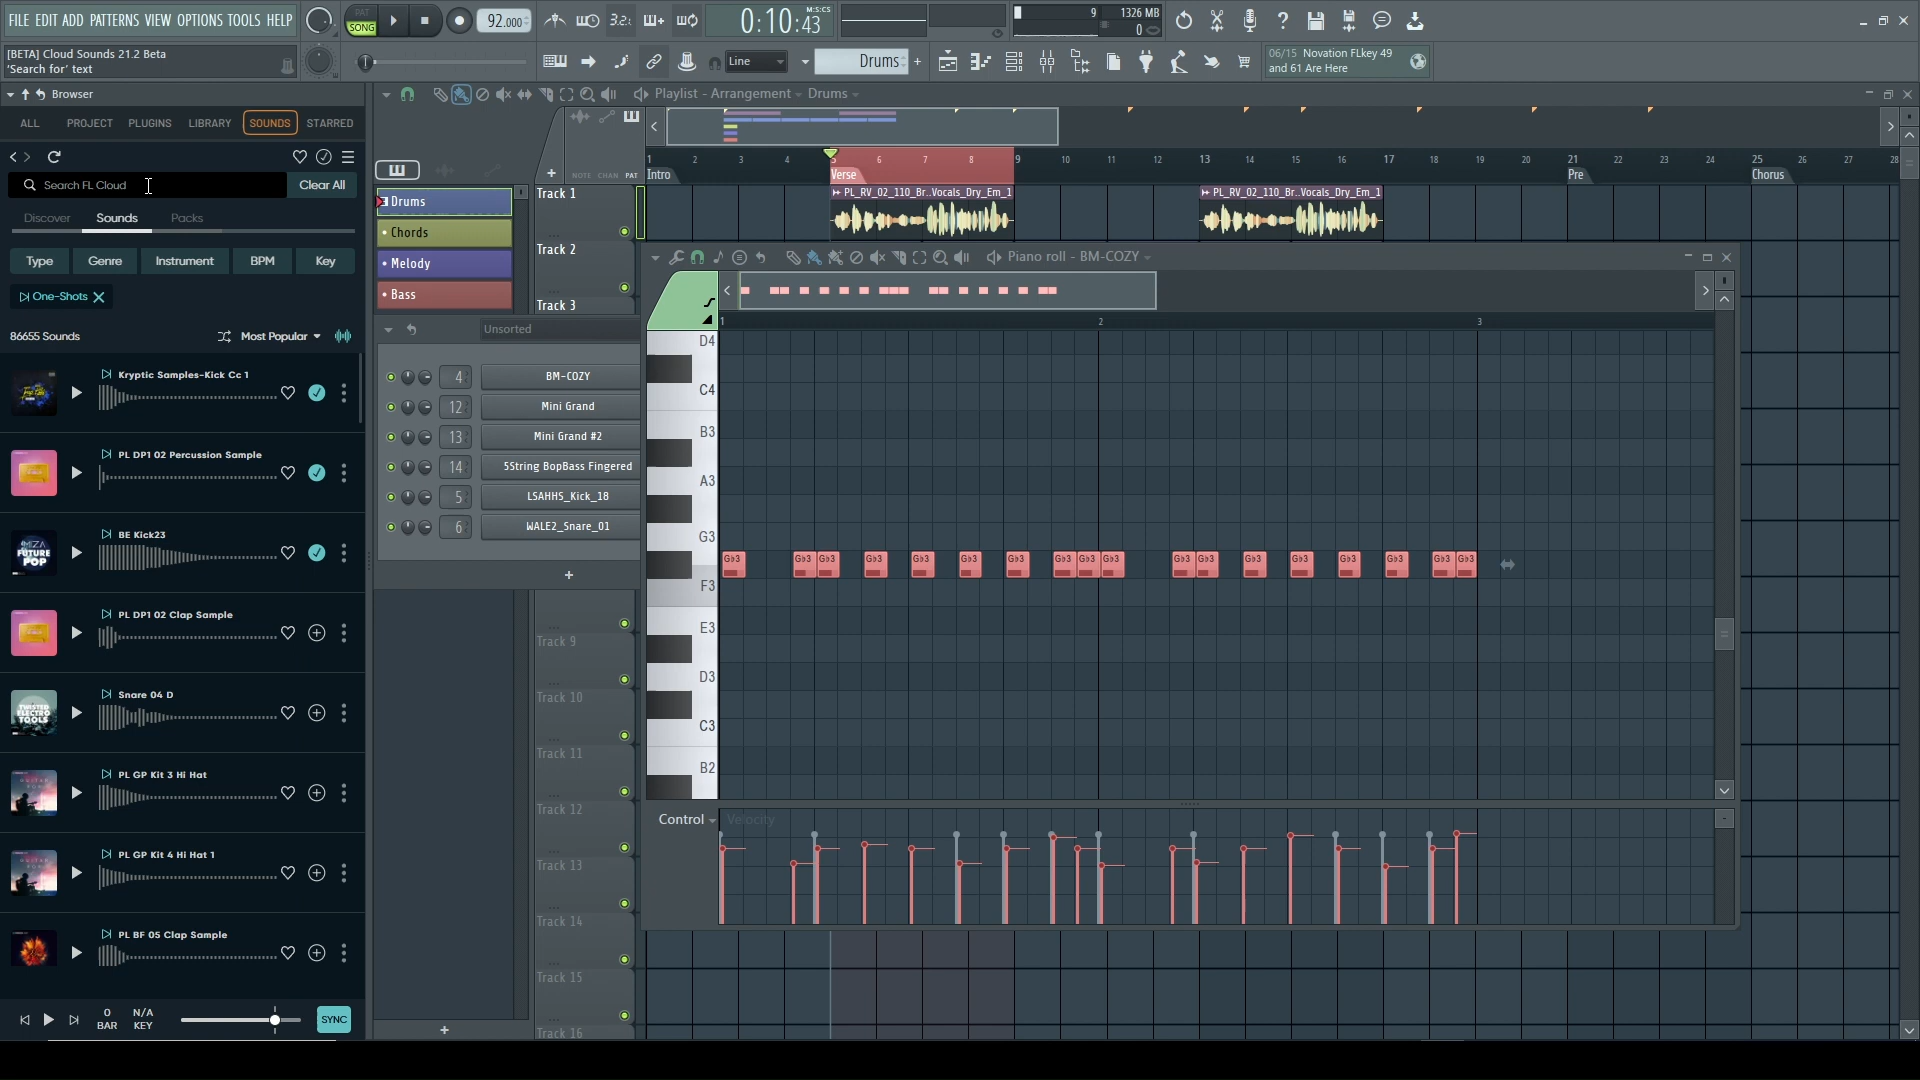 FILE EDIT ADD PATTERNS VIEW OPTIONS TOOLS HELP
PAT
SONG
92.000
3.2.
M:S:CS
0:10:43
9
1326 MB
0
[BETA] Cloud Sounds 21.2 Beta
'Search for' text
Line
Drums
+
06/15 Novation FLkey 49
and 61 Are Here
Browser
Playlist - Arrangement - Drums
ALL PROJECT PLUGINS LIBRARY SOUNDS STARRED
Search FL Cloud
Clear All
Discover Sounds Packs
Type Genre Instrument BPM Key
One-Shots
86655 Sounds
Most Popular
Kryptic Samples-Kick Cc 1
PL DP1 02 Percussion Sample
BE Kick23
MIZA
FUTURE
POP
PL DP1 02 Clap Sample
Snare 04 D
TWISTED
ELECTRO
TOOLS
PL GP Kit 3 Hi Hat
PL GP Kit 4 Hi Hat 1
PL BF 05 Clap Sample
0
BAR
N/A
KEY
SYNC
NOTE CHAN PAT
Drums
Chords
Melody
Bass
Unsorted
4 BM-COZY
12 Mini Grand
13 Mini Grand #2
14 5String BopBass Fingered
5 LSAHHS_Kick_18
6 WALE2_Snare_01
+
+
1 2 3 4 5 6 7 8 9 10 11 12 13 14 15 16 17 18 19 20 21 22 23 24 25 26 27 28
Intro Verse Pre Chorus
Track 1
Track 2
Track 3
Track 9
Track 10
Track 11
Track 12
Track 13
Track 14
Track 15
Track 16
PL_RV_02_110_Br..Vocals_Dry_Em_1
PL_RV_02_110_Br..Vocals_Dry_Em_1
Piano roll - BM-COZY
1 2 3
D4
C4
B3
A3
G3
F3
E3
D3
C3
B2
G♭3 G♭3 G♭3 G♭3 G♭3 G♭3 G♭3 G♭3 G♭3 G♭3 G♭3 G♭3 G♭3 G♭3 G♭3 G♭3 G♭3 G♭3
Control Velocity